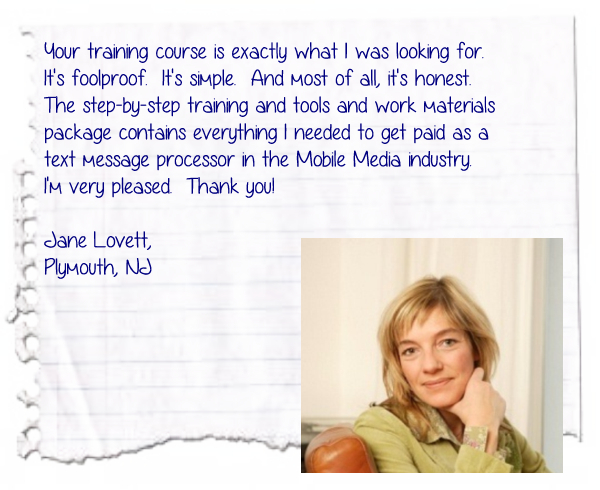 Your training course is exactly what I was looking for.
It's foolproof.  It's simple.  And most of all, it's honest.
The step-by-step training and tools and work materials
package contains everything I needed to get paid as a
text message processor in the Mobile Media industry.
I'm very pleased.  Thank you!

Jane Lovett,
Plymouth, NJ